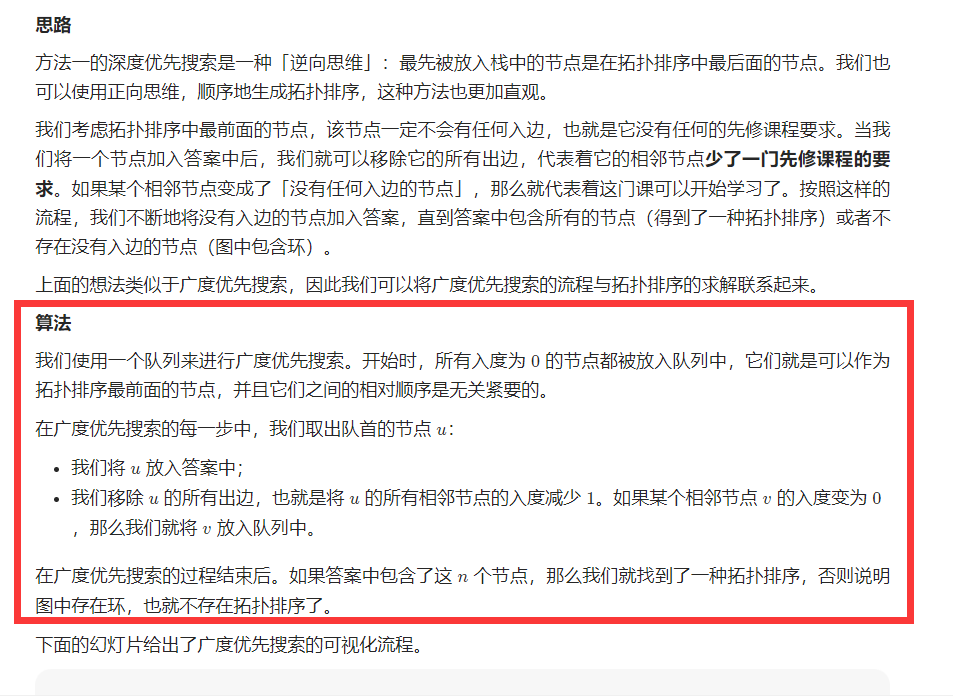 思路
方法一的深度优先搜索是一种「逆向思维」：最先被放入栈中的节点是在拓扑排序中最后面的节点。我们也
可以使用正向思维，顺序地生成拓扑排序，这种方法也更加直观。
我们考虑拓扑排序中最前面的节点，该节点一定不会有任何入边，也就是它没有任何的先修课程要求。当我
们将一个节点加入答案中后，我们就可以移除它的所有出边，代表着它的相邻节点少了一门先修课程的要
求。如果某个相邻节点变成了「没有任何入边的节点」，那么就代表着这门课可以开始学习了。按照这样的
流程，我们不断地将没有入边的节点加入答案，直到答案中包含所有的节点（得到了一种拓扑排序）或者不
存在没有入边的节点（图中包含环）。
上面的想法类似于广度优先搜索，因此我们可以将广度优先搜索的流程与拓扑排序的求解联系起来。
算法
我们使用一个队列来进行广度优先搜索。开始时，所有入度为 0 的节点都被放入队列中，它们就是可以作为
拓扑排序最前面的节点，并且它们之间的相对顺序是无关紧要的。
在广度优先搜索的每一步中，我们取出队首的节点 u：
• 我们将 u 放入答案中；
• 我们移除 u 的所有出边，也就是将 u 的所有相邻节点的入度减少 1。如果某个相邻节点 v 的入度变为 0
，那么我们就将 v 放入队列中。
在广度优先搜索的过程结束后。如果答案中包含了这 n 个节点，那么我们就找到了一种拓扑排序，否则说明
图中存在环，也就不存在拓扑排序了。
下面的幻灯片给出了广度优先搜索的可视化流程。